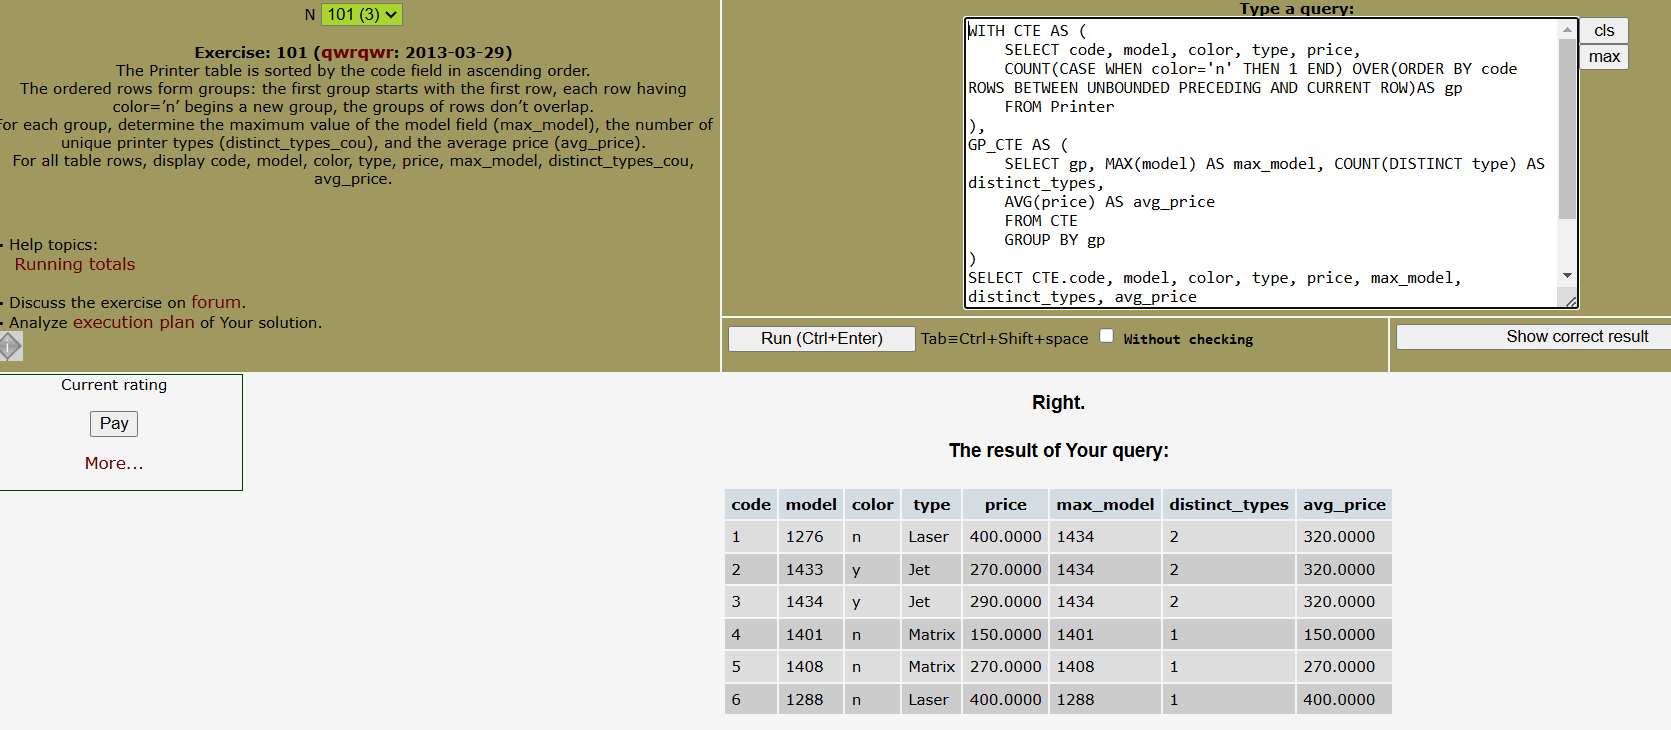 N 101 (3)
Exercise: 101 (qwrqwr: 2013-03-29)
The Printer table is sorted by the code field in ascending order.
The ordered rows form groups: the first group starts with the first row, each row having
color=’n’ begins a new group, the groups of rows don’t overlap.
For each group, determine the maximum value of the model field (max_model), the number of
unique printer types (distinct_types_cou), and the average price (avg_price).
For all table rows, display code, model, color, type, price, max_model, distinct_types_cou,
avg_price.
▪ Help topics:
Running totals
▪ Discuss the exercise on forum.
▪ Analyze execution plan of Your solution.
Type a query:
WITH CTE AS (
    SELECT code, model, color, type, price,
    COUNT(CASE WHEN color='n' THEN 1 END) OVER(ORDER BY code
ROWS BETWEEN UNBOUNDED PRECEDING AND CURRENT ROW)AS gp
    FROM Printer
),
GP_CTE AS (
    SELECT gp, MAX(model) AS max_model, COUNT(DISTINCT type) AS
distinct_types,
    AVG(price) AS avg_price
    FROM CTE
    GROUP BY gp
)
SELECT CTE.code, model, color, type, price, max_model,
distinct_types, avg_price
cls
max
Run (Ctrl+Enter) Tab≡Ctrl+Shift+space Without checking
Show correct result
Current rating
Pay
More...
Right.
The result of Your query:
code model color type price max_model distinct_types avg_price
1 1276 n Laser 400.0000 1434 2 320.0000
2 1433 y Jet 270.0000 1434 2 320.0000
3 1434 y Jet 290.0000 1434 2 320.0000
4 1401 n Matrix 150.0000 1401 1 150.0000
5 1408 n Matrix 270.0000 1408 1 270.0000
6 1288 n Laser 400.0000 1288 1 400.0000